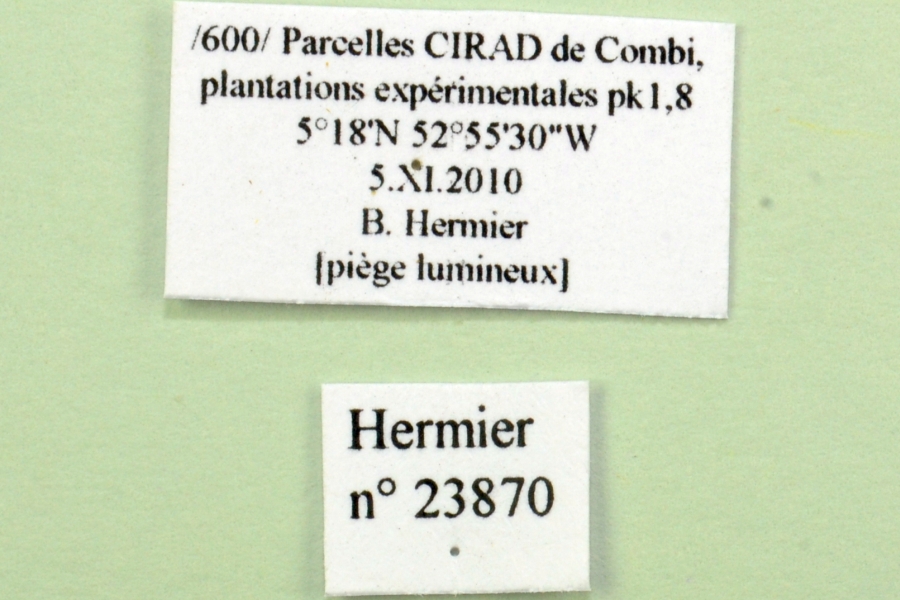 /600/ Parcelles CIRAD de Combi,
plantations expérimentales pk1,8
5°18'N 52°55'30"W
5.XI.2010
B. Hermier
[piège lumineux]
Hermier
n° 23870